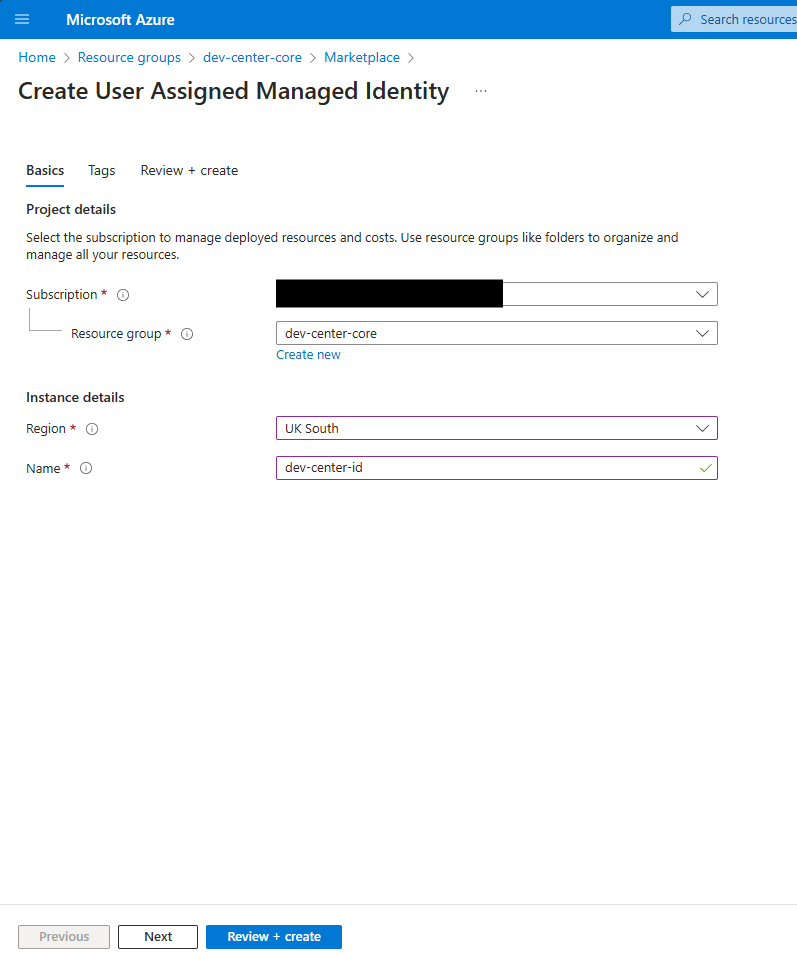 Microsoft Azure
Search resources
Home > Resource groups > dev-center-core > Marketplace >
Create User Assigned Managed Identity ...
Basics Tags Review + create
Project details
Select the subscription to manage deployed resources and costs. Use resource groups like folders to organize and
manage all your resources.
Subscription *
Resource group *
dev-center-core
Create new
Instance details
Region *
UK South
Name *
dev-center-id
Previous Next Review + create